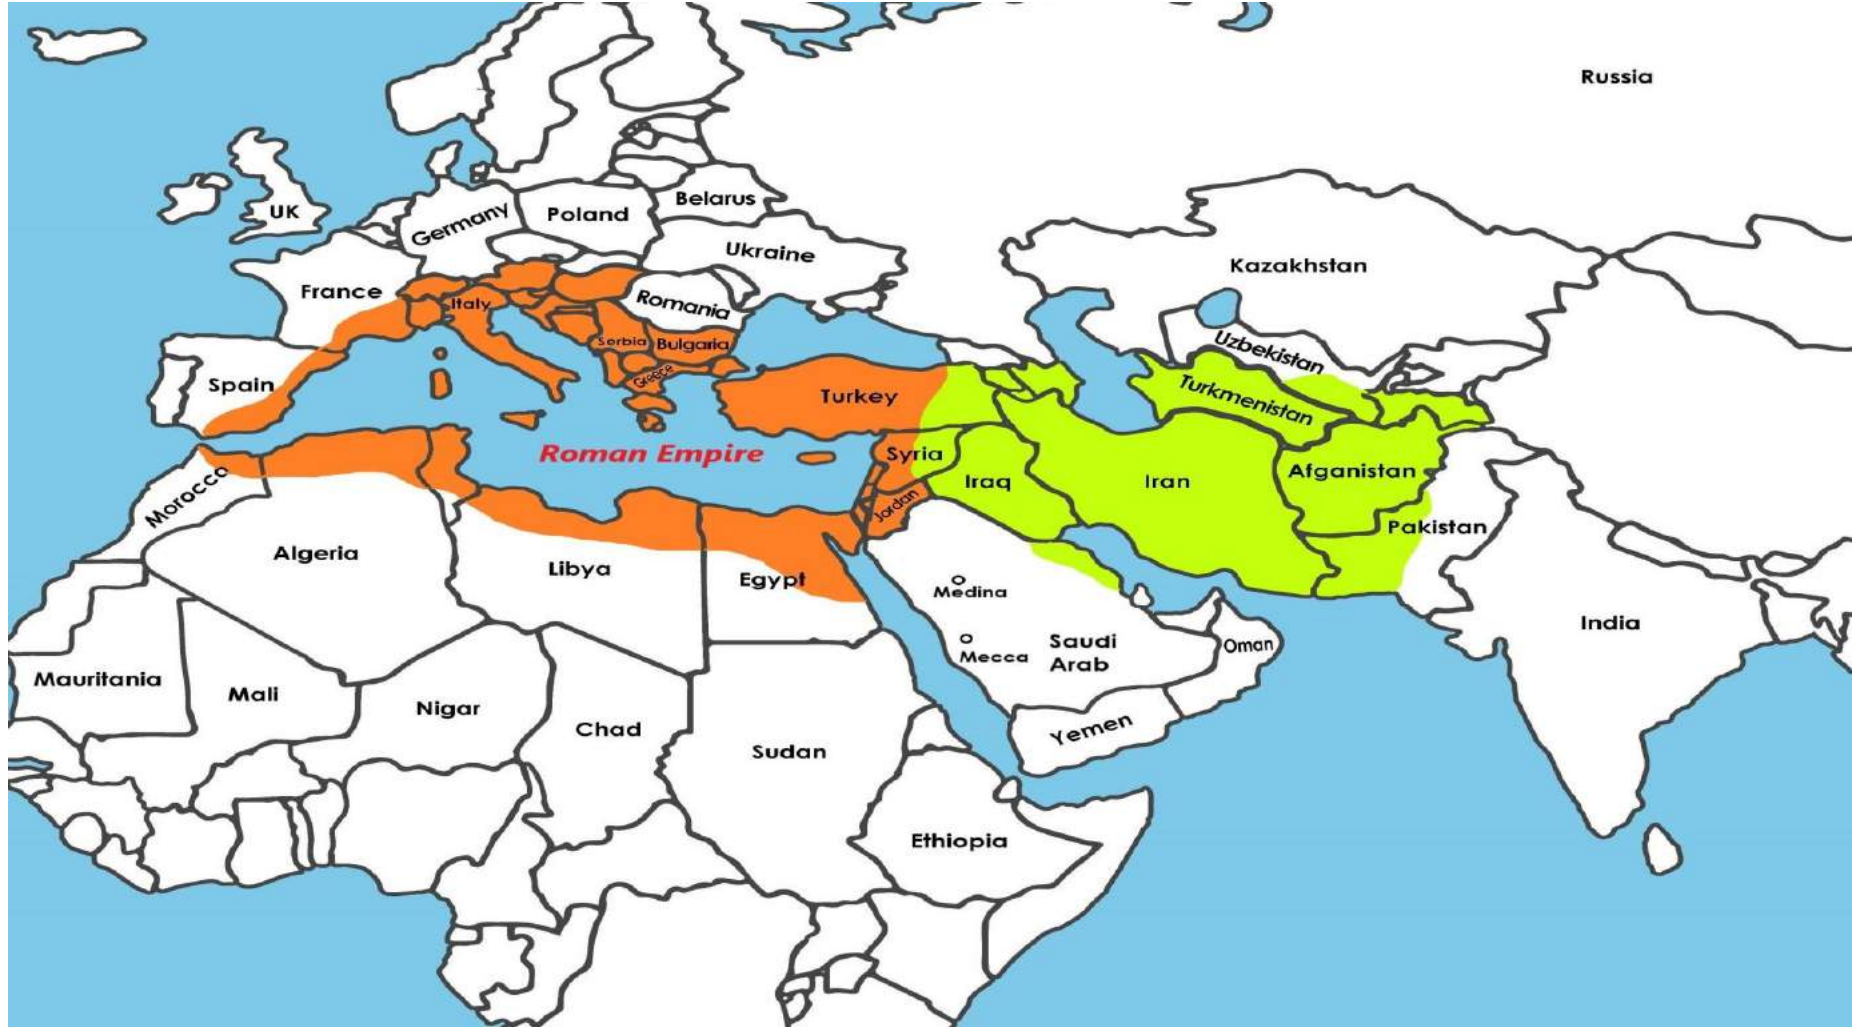 Russia
Belarus
UK
Germany
Poland
Ukraine
Kazakhstan
France
Italy
Romania
Uzbekistan
Serbia
Bulgaria
Greece
Spain
Turkey
Turkmenistan
Roman Empire
Syria
Iraq
Iran
Afganistan
Morocco
Jordan
Pakistan
Algeria
Libya
Egypt
Medina
India
Mecca
Saudi
Arab
Oman
Mauritania
Mali
Nigar
Chad
Sudan
Yemen
Ethiopia